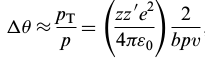 Δθ ≈ p_T / p = (zz′e² / 4πε₀) 2 / bpv.